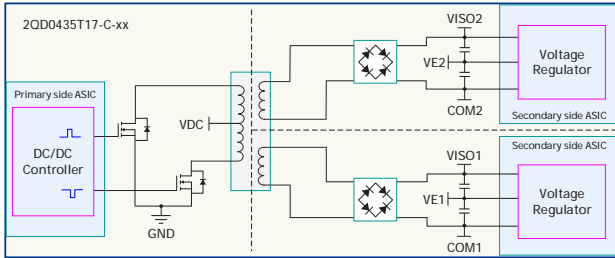 2QD0435T17-C-xx
Primary side ASIC
DC/DC
Controller
GND
VDC
VISO2
VE2
COM2
Voltage
Regulator
Secondary side ASIC
Secondary side ASIC
VISO1
VE1
COM1
Voltage
Regulator